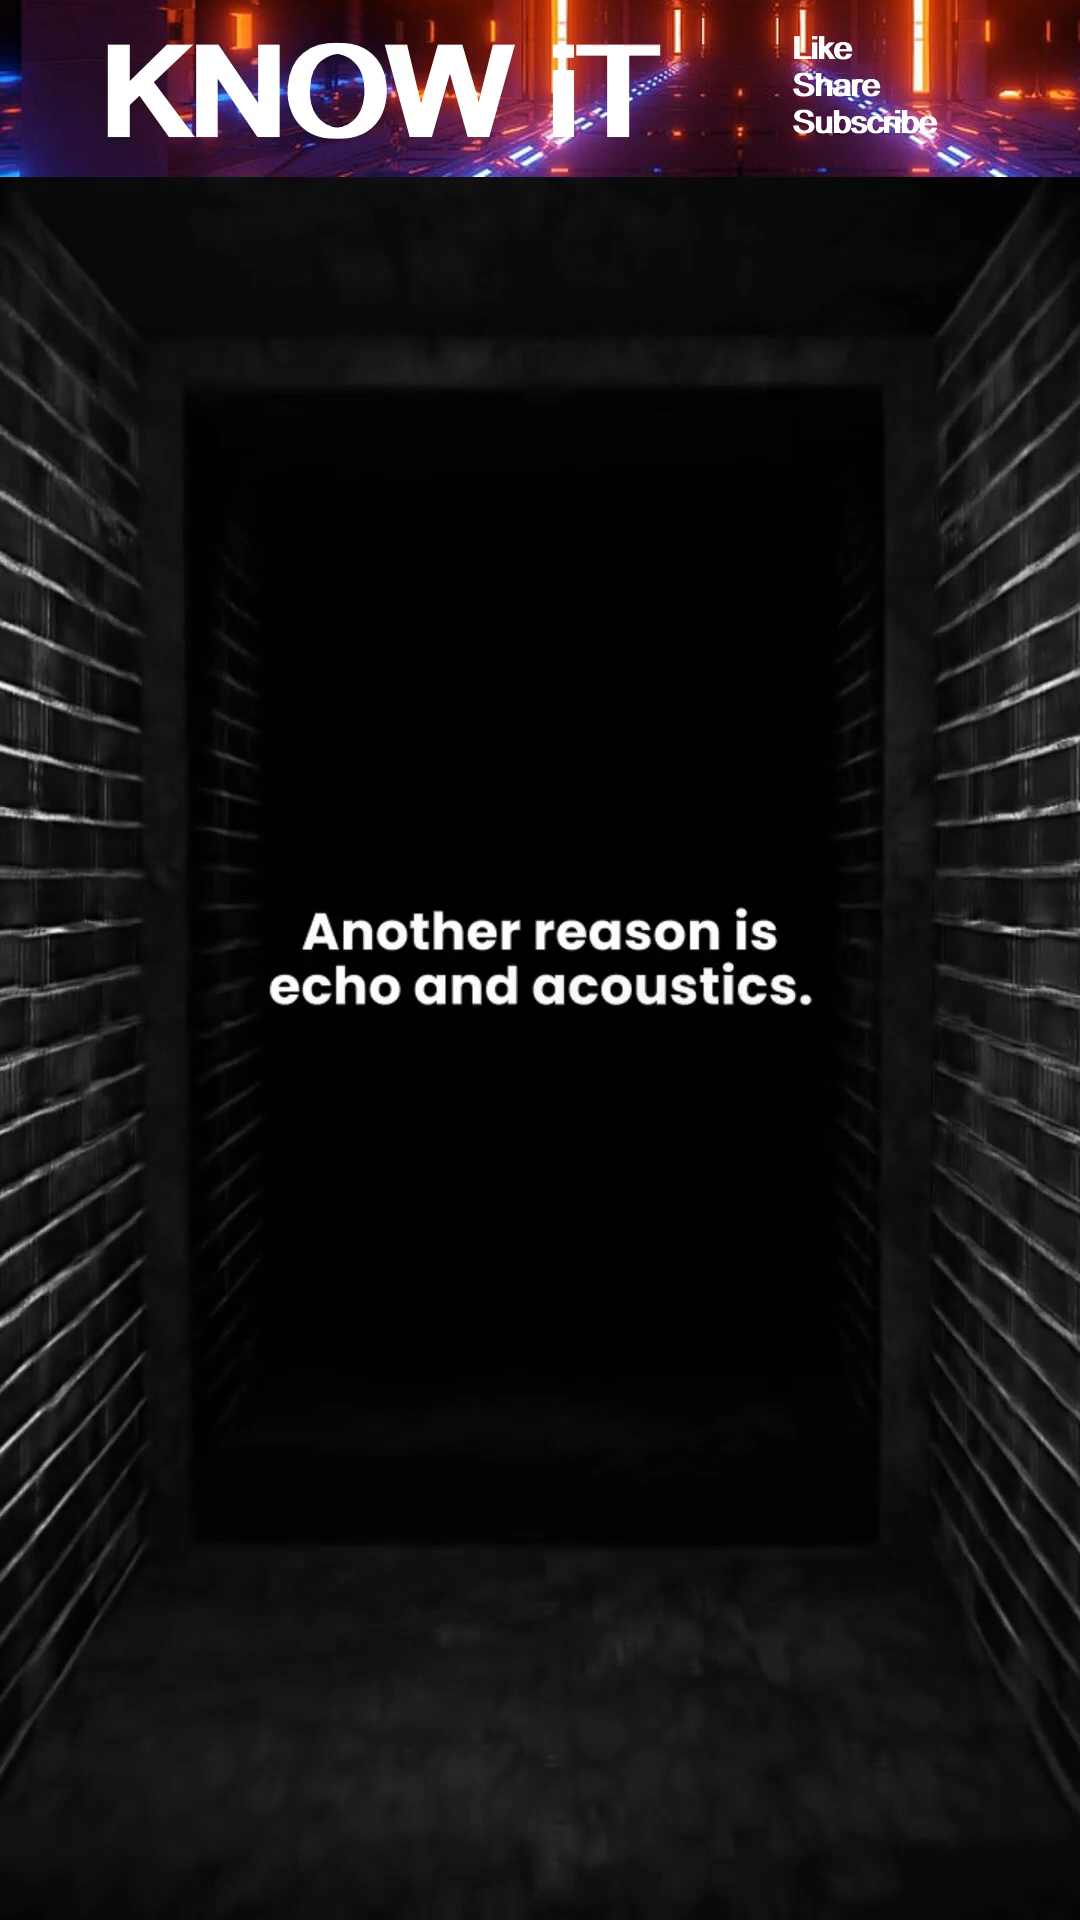 KNOW iT
Like
Share
Subscribe
Another reason is
echo and acoustics.